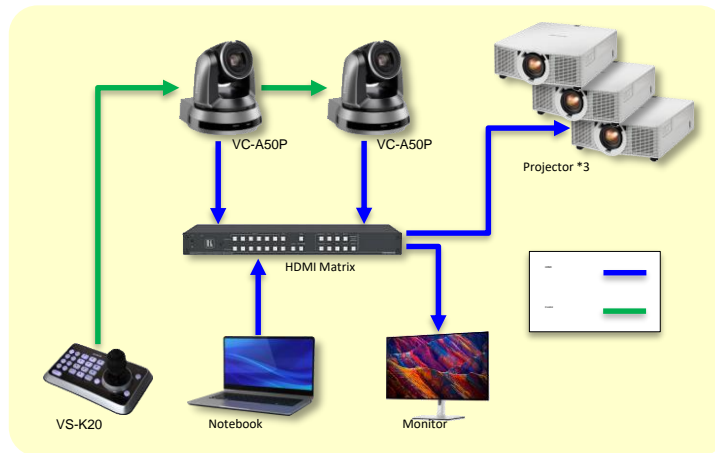 VC-A50P
VC-A50P
Projector *3
HDMI Matrix
VS-K20
Notebook
Monitor